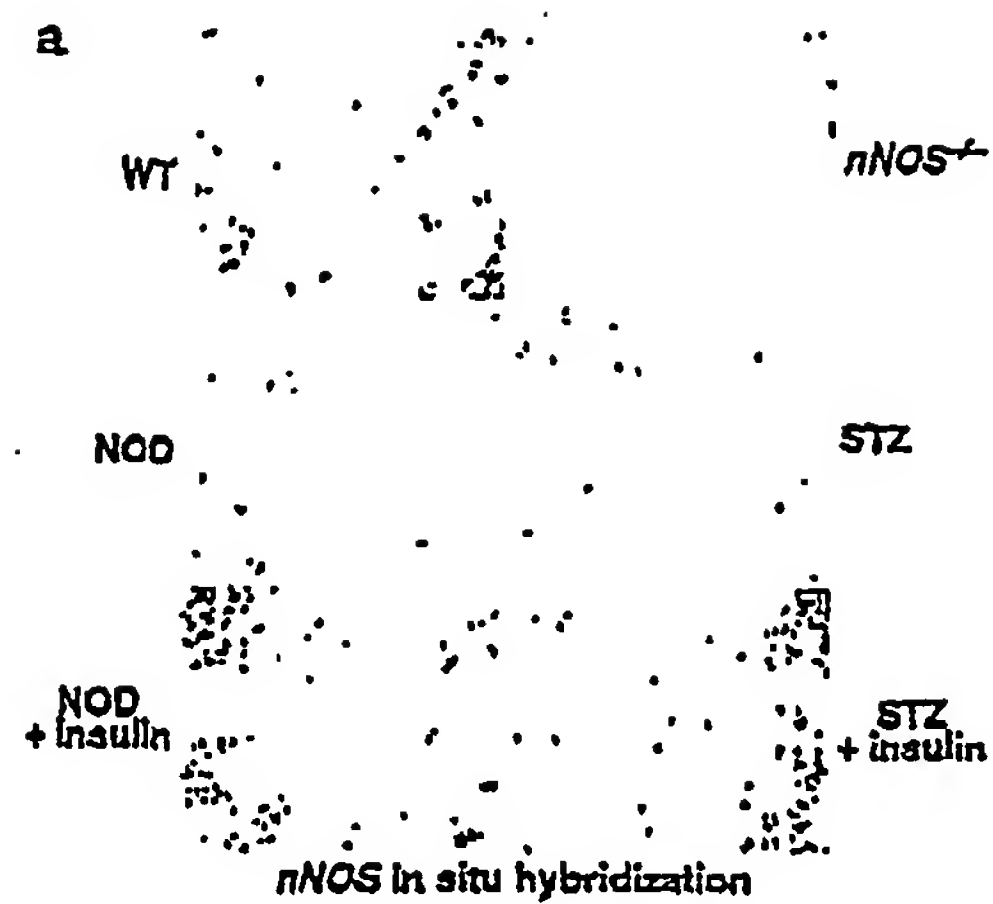 a
WT
nNOS-/-
NOD
STZ
NOD
+ insulin
STZ
+ insulin
nNOS in situ hybridization